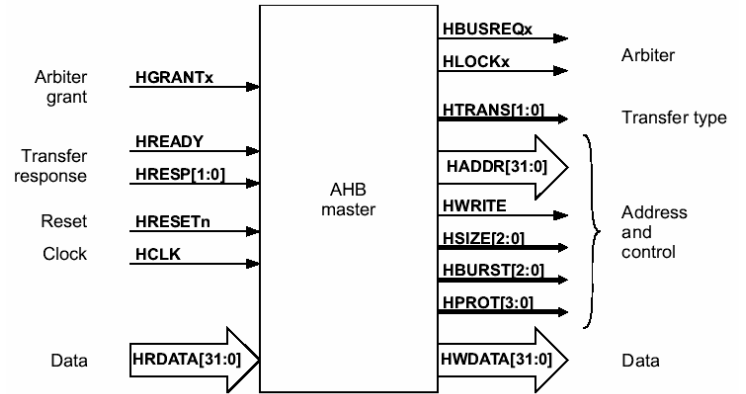 HBUSREQx
Arbiter
HLOCKx
Arbiter
grant
HGRANTx
HTRANS[1:0]
Transfer type
Transfer
response
HREADY
HRESP[1:0]
HADDR[31:0]
AHB
master
HWRITE
Address
and
control
Reset
HRESETn
HSIZE[2:0]
Clock
HCLK
HBURST[2:0]
HPROT[3:0]
Data
HRDATA[31:0]
HWDATA[31:0]
Data